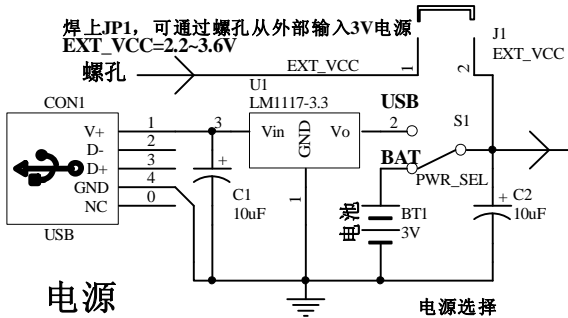 焊上JP1，可通过螺孔从外部输入3V电源
EXT_VCC=2.2~3.6V
螺孔
EXT_VCC
1
2
J1
EXT_VCC
CON1
V+
1
D-
2
D+
3
GND
4
NC
0
USB
3
U1
LM1117-3.3
Vin
GND
Vo
1
2
USB
BAT
S1
PWR_SEL
C1
10uF
电池
BT1
3V
C2
10uF
电源
电源选择